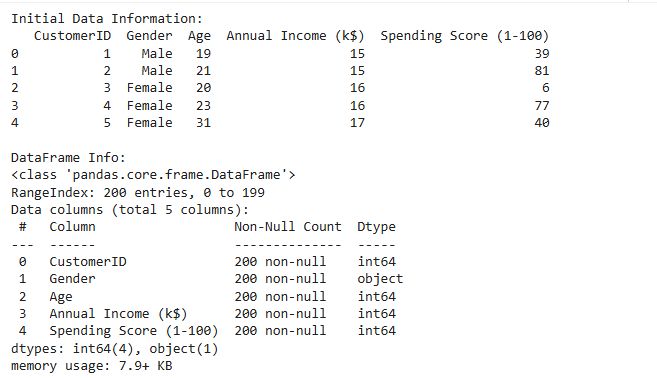 Initial Data Information:
   CustomerID  Gender  Age  Annual Income (k$)  Spending Score (1-100)
0           1    Male   19                  15                      39
1           2    Male   21                  15                      81
2           3  Female   20                  16                       6
3           4  Female   23                  16                      77
4           5  Female   31                  17                      40

DataFrame Info:
<class 'pandas.core.frame.DataFrame'>
RangeIndex: 200 entries, 0 to 199
Data columns (total 5 columns):
 #   Column                  Non-Null Count  Dtype
---  ------                  --------------  -----
 0   CustomerID              200 non-null    int64
 1   Gender                  200 non-null    object
 2   Age                     200 non-null    int64
 3   Annual Income (k$)      200 non-null    int64
 4   Spending Score (1-100)  200 non-null    int64
dtypes: int64(4), object(1)
memory usage: 7.9+ KB